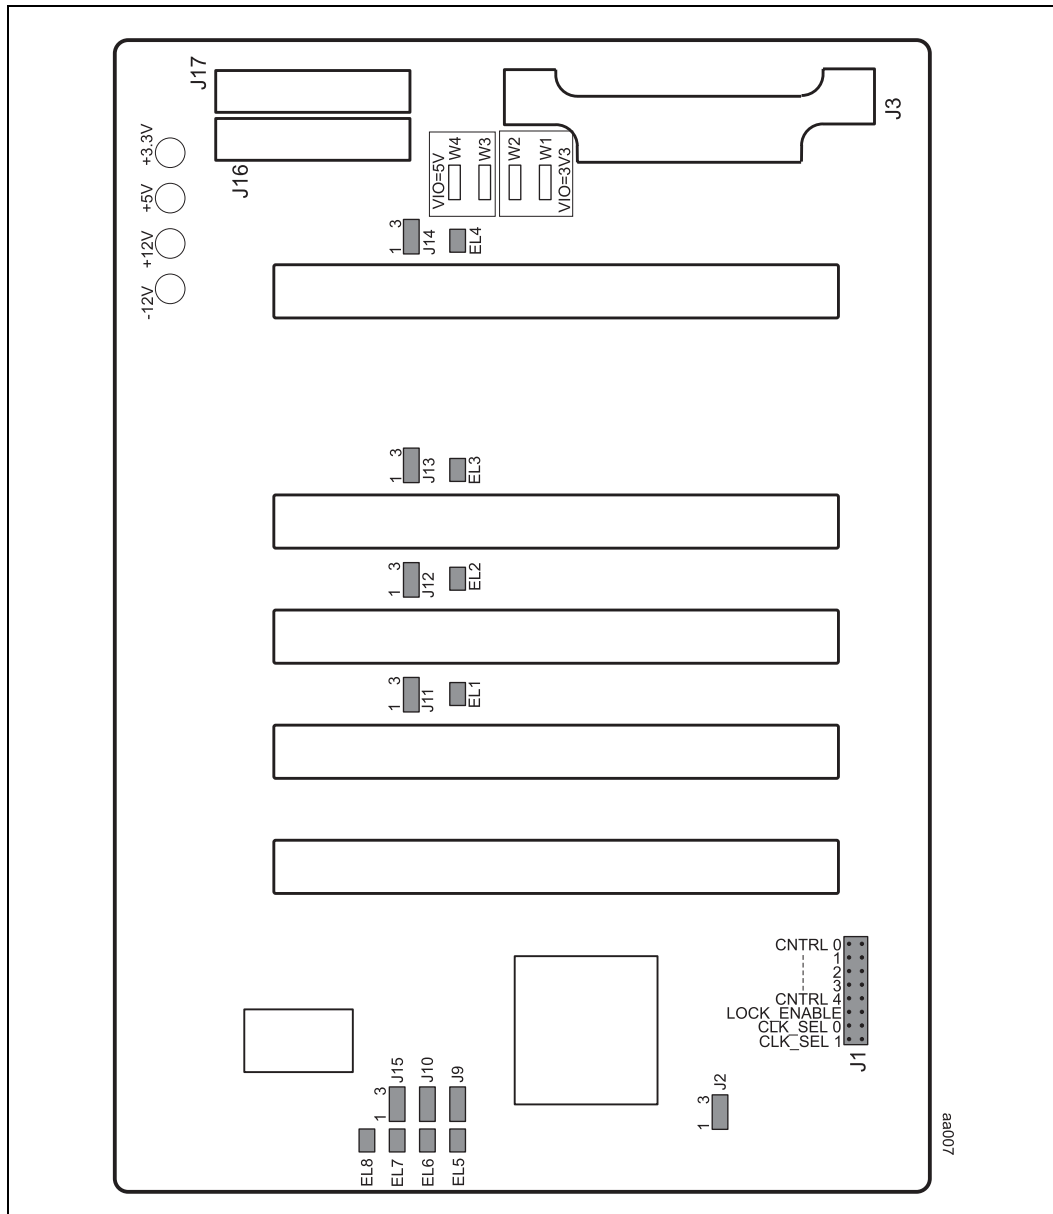 J17
J3
+3.3V
J16
VIO=5V
W4
W3
W2
W1
VIO=3V3
+5V
+12V
-12V
1 3
J14
EL4
1 3
J13
EL3
1 3
J12
EL2
1 3
J11
EL1
CNTRL 0
1
2
3
CNTRL 4
LOCK_ENABLE
CLK_SEL 0
CLK_SEL 1
J1
1 3
J15
J10
J9
1 3
J2
EL8
EL7
EL6
EL5
aa007